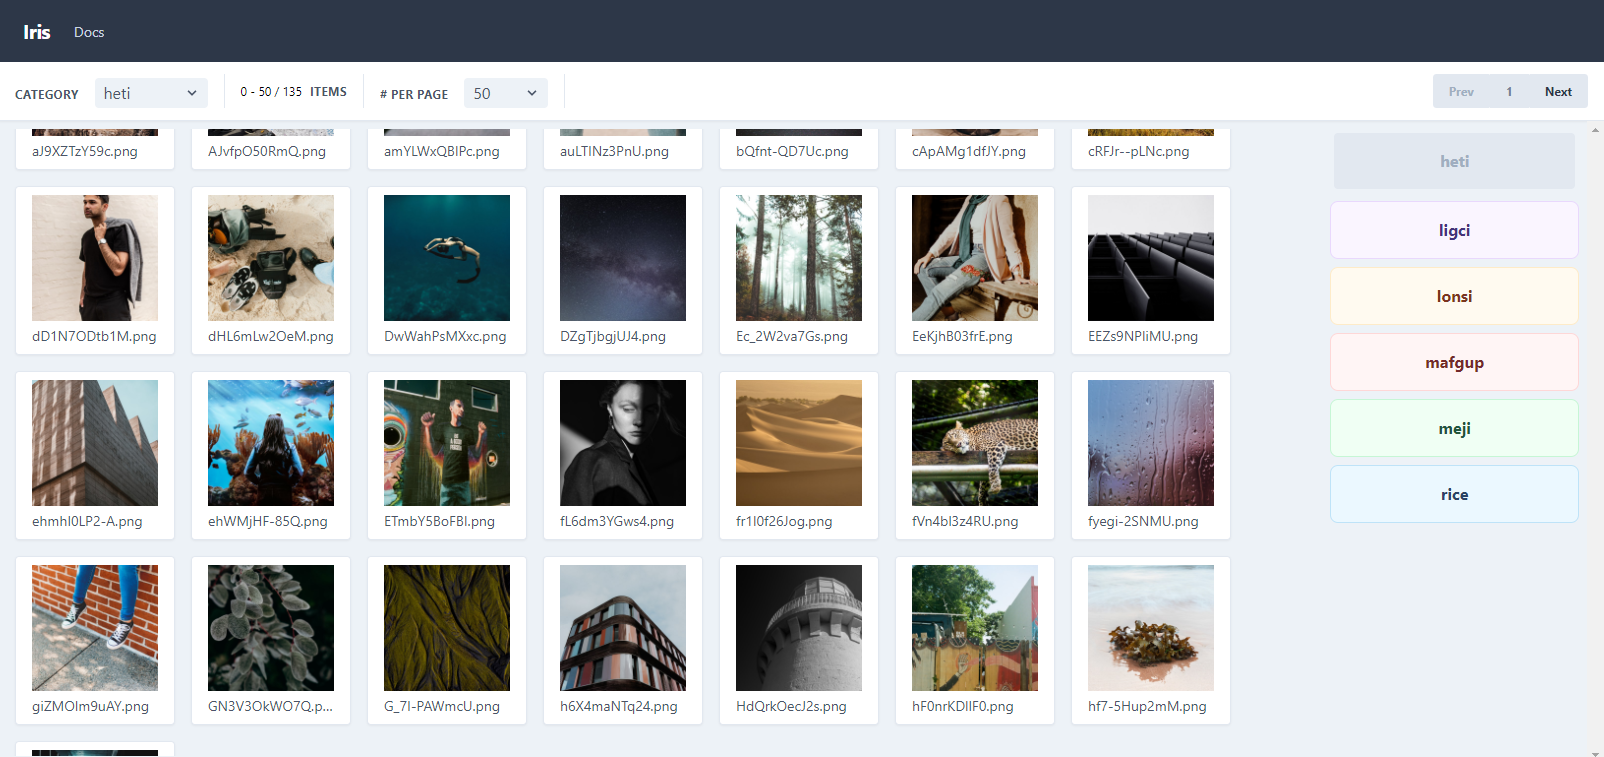 Iris Docs
CATEGORY heti 0 - 50 / 135 ITEMS # PER PAGE 50 Prev 1 Next
aJ9XZTzY59c.png AJvfpO50RmQ.png amYLWxQBlPc.png auLTINz3PnU.png bQfnt-QD7Uc.png cApAMg1dfJY.png cRFJr--pLNc.png
heti
ligci
lonsi
dD1N7ODtb1M.png dHL6mLw2OeM.png DwWahPsMXxc.png DZgTjbgjUJ4.png Ec_2W2va7Gs.png EeKjhB03frE.png EEZs9NPliMU.png
mafgup
meji
rice
ehmhI0LP2-A.png ehWMjHF-85Q.png ETmbY5BoFBI.png fL6dm3YGws4.png fr1I0f26Jog.png fVn4bI3z4RU.png fyegi-2SNMU.png
giZMOIm9uAY.png GN3V3OkWO7Q.p... G_7I-PAWmcU.png h6X4maNTq24.png HdQrkOecJ2s.png hF0nrKDlIF0.png hf7-5Hup2mM.png